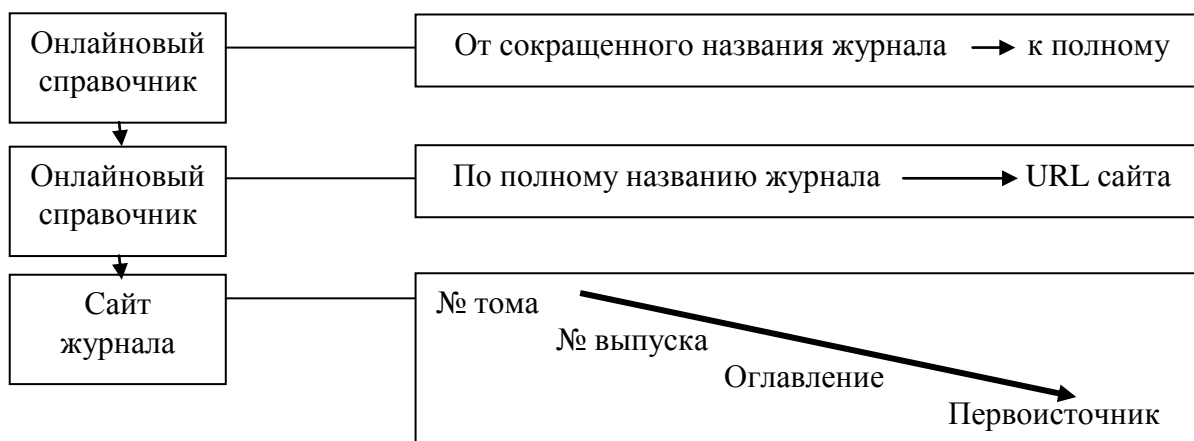 Онлайновый
справочник
От сокращенного названия журнала к полному
Онлайновый
справочник
По полному названию журнала URL сайта
Сайт
журнала
№ тома
№ выпуска
Оглавление
Первоисточник